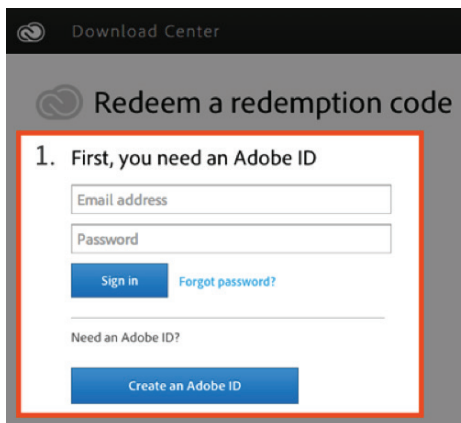 Download Center
Redeem a redemption code
1. First, you need an Adobe ID
Email address
Password
Sign in Forgot password?
Need an Adobe ID?
Create an Adobe ID